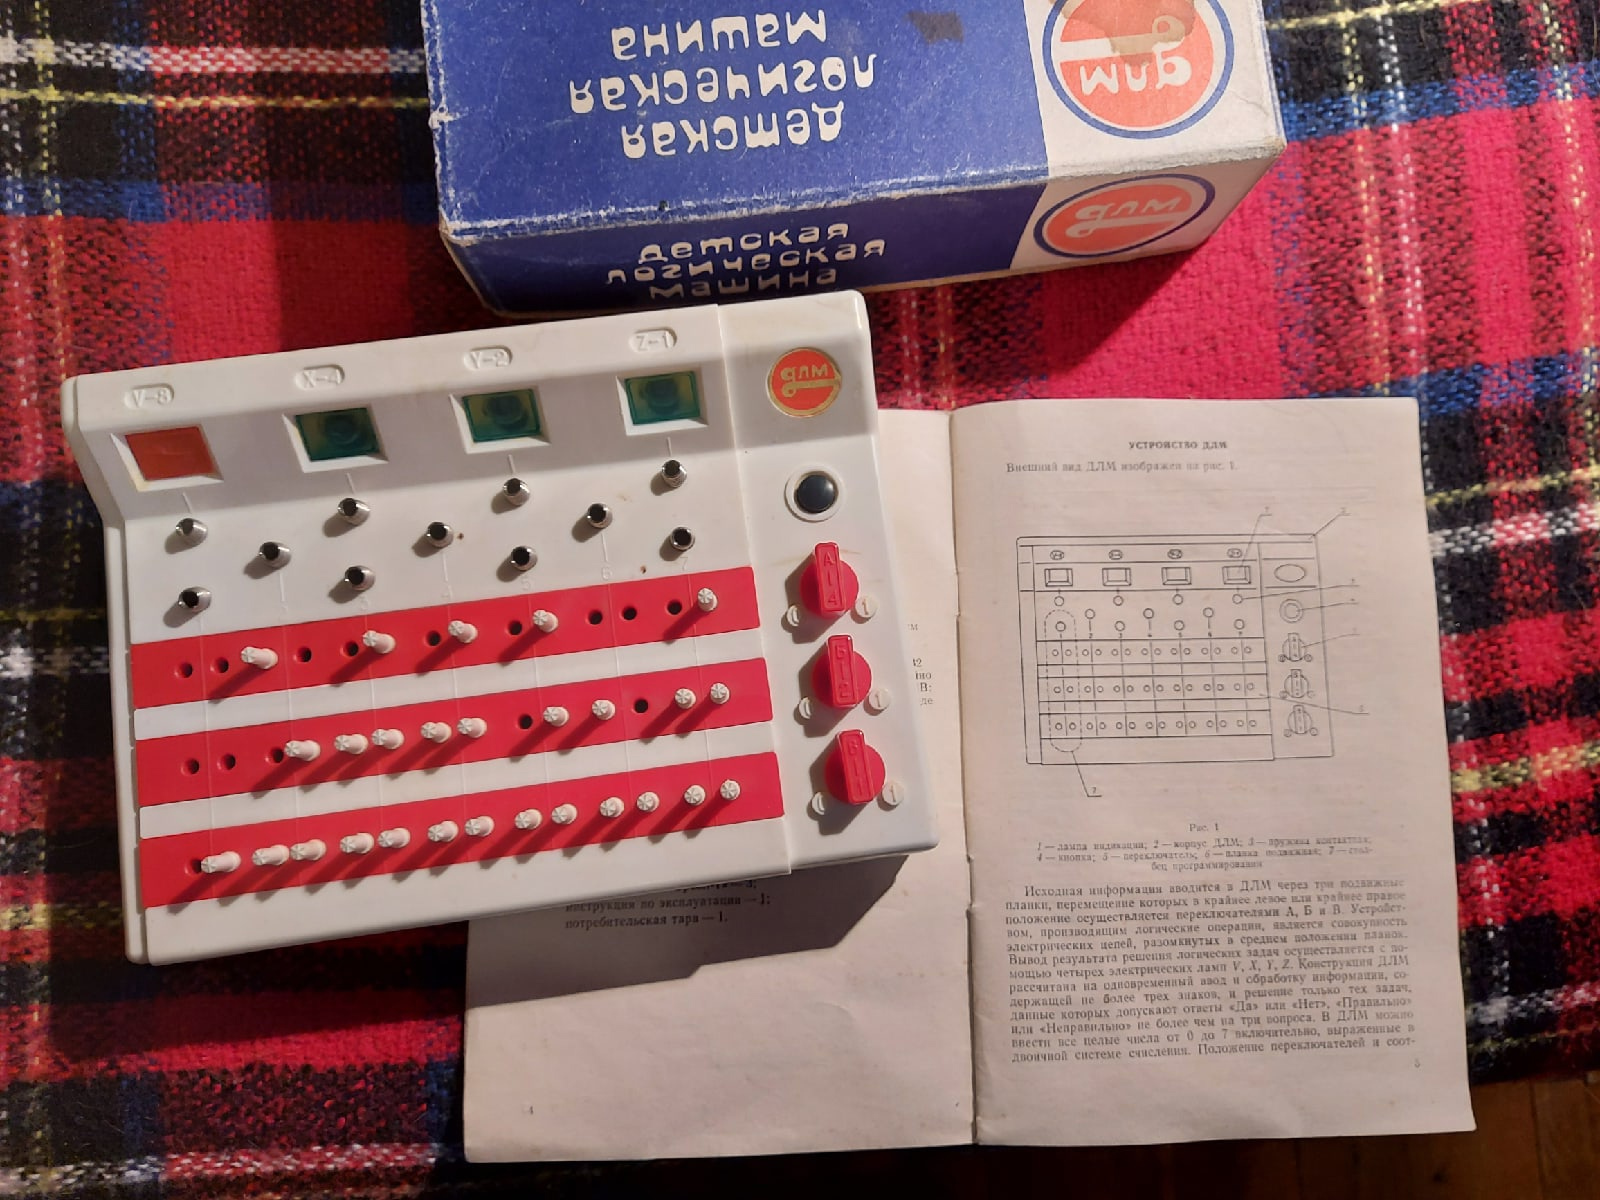 детская
логическая
машина
длм
детская
логическая
машина
длм
V-8
X-4
Y-2
Z-1
длм
А
4
1
Б
2
1
В
1
1
инструкция по эксплуатации — 1;
потребительская тара — 1.
4
УСТРОЙСТВО ДЛМ
Внешний вид ДЛМ изображен на рис. 1.
Рис. 1
1 — лампа индикации; 2 — корпус ДЛМ; 3 — пружина контактная;
4 — кнопка; 5 — переключатель; 6 — планка подвижная; 7 — стол-
бец программирования
Исходная информация вводится в ДЛМ через три подвижные
планки, перемещение которых в крайнее левое или крайнее правое
положение осуществляется переключателями А, Б и В. Устройст-
вом, производящим логические операции, является совокупность
электрических цепей, разомкнутых в среднем положении планок.
Вывод результата решения логических задач осуществляется с по-
мощью четырех электрических ламп V, X, Y, Z. Конструкция ДЛМ
рассчитана на одновременный ввод и обработку информации, со-
держащей не более трех знаков, и решение только тех задач,
данные которых допускают ответы «Да» или «Нет», «Правильно»
или «Неправильно» не более чем на три вопроса. В ДЛМ можно
ввести все целые числа от 0 до 7 включительно, выраженные в
двоичной системе счисления. Положение переключателей и соот-
5